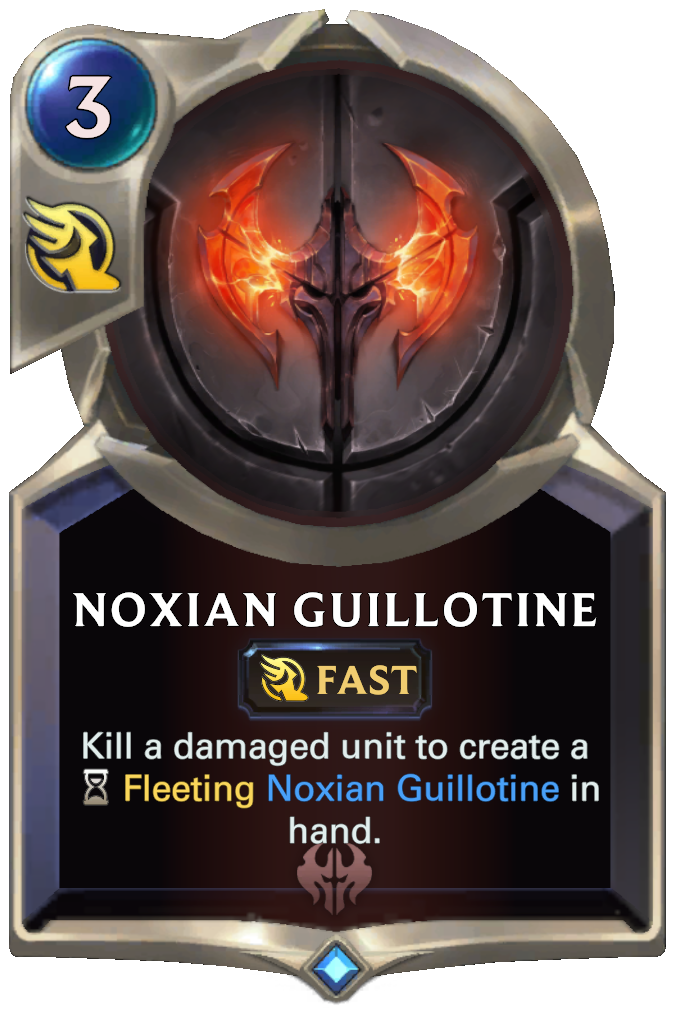 3
NOXIAN GUILLOTINE
FAST
Kill a damaged unit to create a
Fleeting Noxian Guillotine in
hand.